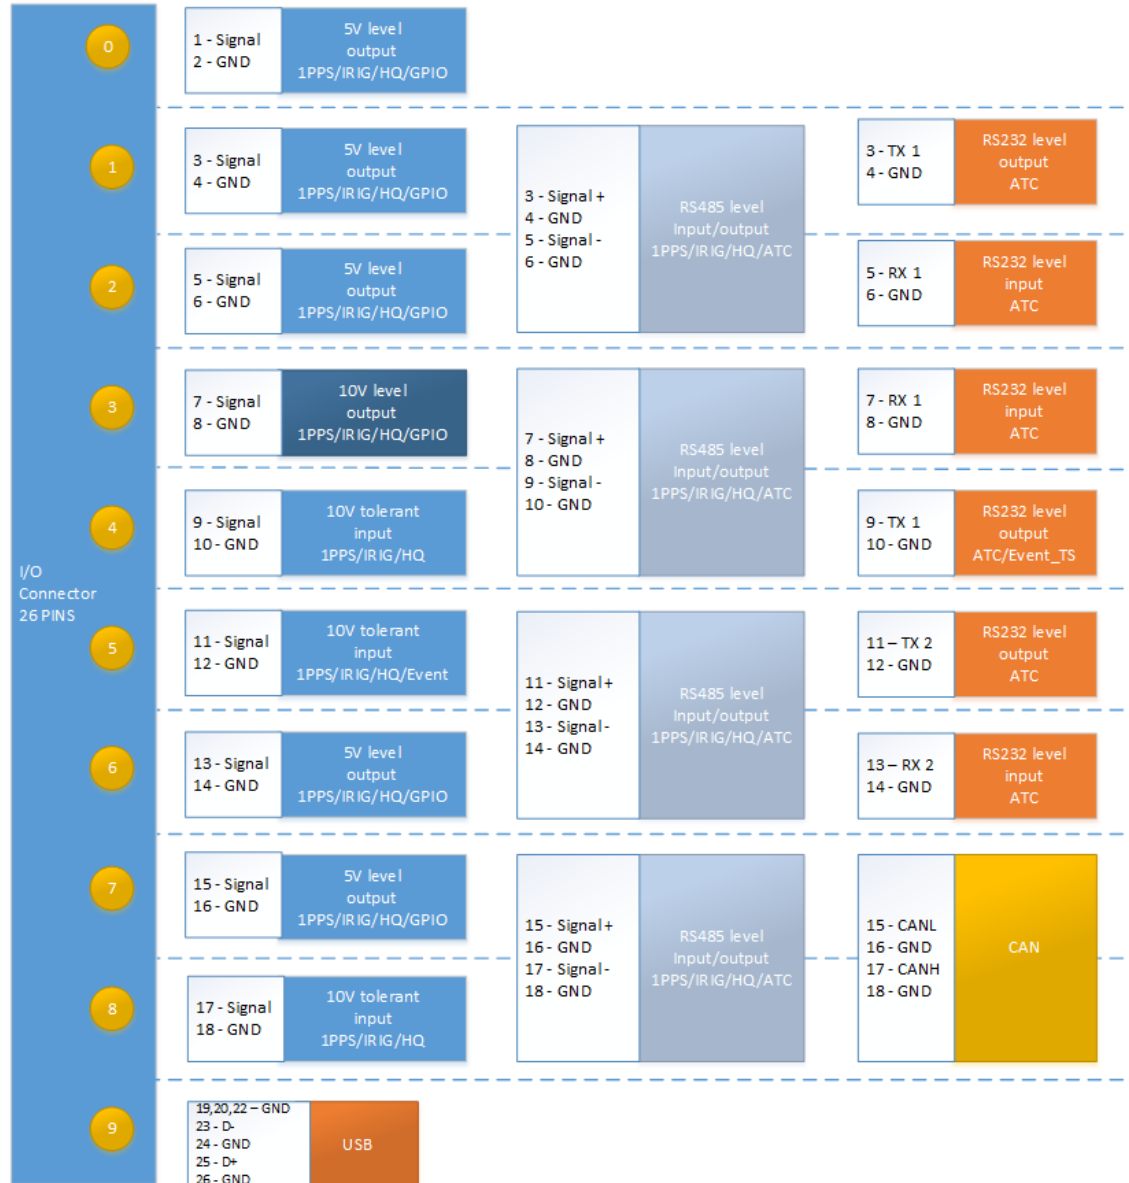 I/O
Connector
26 PINS
0
1 - Signal
2 - GND
5V level
output
1PPS/IRIG/HQ/GPIO
1
3 - Signal
4 - GND
5V level
output
1PPS/IRIG/HQ/GPIO
3 - Signal +
4 - GND
5 - Signal -
6 - GND
RS485 level
Input/output
1PPS/IRIG/HQ/ATC
3 - TX 1
4 - GND
RS232 level
output
ATC
2
5 - Signal
6 - GND
5V level
output
1PPS/IRIG/HQ/GPIO
5 - RX 1
6 - GND
RS232 level
input
ATC
3
7 - Signal
8 - GND
10V level
output
1PPS/IRIG/HQ/GPIO
7 - Signal +
8 - GND
9 - Signal -
10 - GND
RS485 level
Input/output
1PPS/IRIG/HQ/ATC
7 - RX 1
8 - GND
RS232 level
input
ATC
4
9 - Signal
10 - GND
10V tolerant
input
1PPS/IRIG/HQ
9 - TX 1
10 - GND
RS232 level
output
ATC/Event_TS
5
11 - Signal
12 - GND
10V tolerant
input
1PPS/IRIG/HQ/Event
11 - Signal +
12 - GND
13 - Signal -
14 - GND
RS485 level
Input/output
1PPS/IRIG/HQ/ATC
11 – TX 2
12 - GND
RS232 level
output
ATC
6
13 - Signal
14 - GND
5V level
output
1PPS/IRIG/HQ/GPIO
13 – RX 2
14 - GND
RS232 level
input
ATC
7
15 - Signal
16 - GND
5V level
output
1PPS/IRIG/HQ/GPIO
15 - Signal +
16 - GND
17 - Signal -
18 - GND
RS485 level
Input/output
1PPS/IRIG/HQ/ATC
15 - CANL
16 - GND
17 - CANH
18 - GND
CAN
8
17 - Signal
18 - GND
10V tolerant
input
1PPS/IRIG/HQ
9
19,20,22 – GND
23 - D-
24 - GND
25 - D+
26 - GND
USB